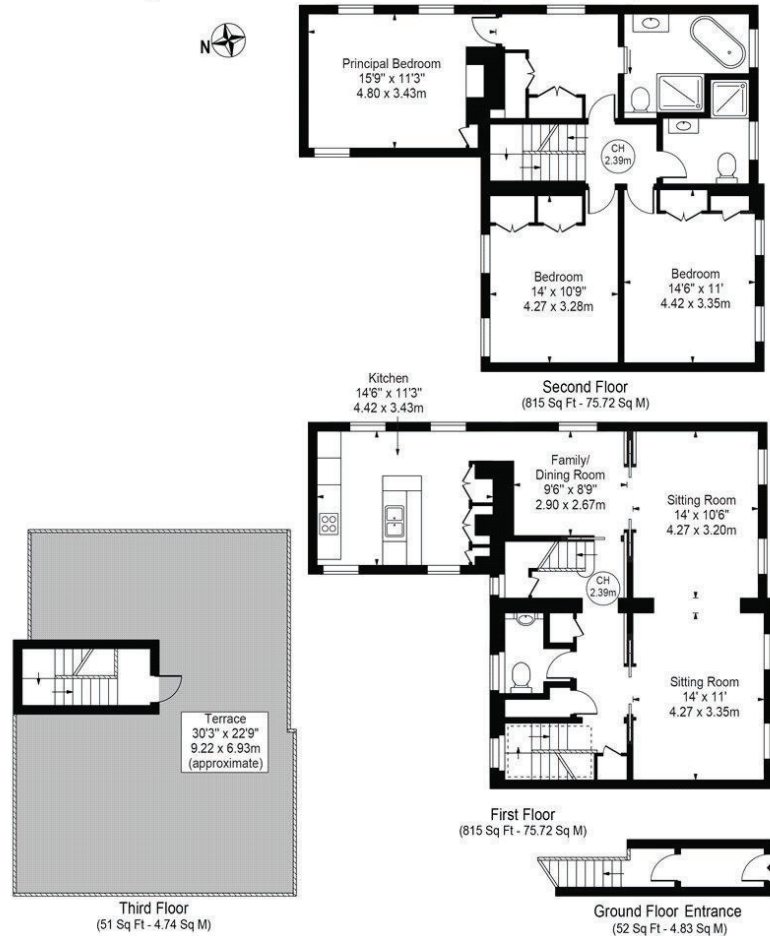 N
Principal Bedroom
15'9" x 11'3"
4.80 x 3.43m
CH
2.39m
Bedroom
14' x 10'9"
4.27 x 3.28m
Bedroom
14'6" x 11'
4.42 x 3.35m
Second Floor
(815 Sq Ft - 75.72 Sq M)
Kitchen
14'6" x 11'3"
4.42 x 3.43m
Family/
Dining Room
9'6" x 8'9"
2.90 x 2.67m
Sitting Room
14' x 10'6"
4.27 x 3.20m
CH
2.39m
Sitting Room
14' x 11'
4.27 x 3.35m
First Floor
(815 Sq Ft - 75.72 Sq M)
Terrace
30'3" x 22'9"
9.22 x 6.93m
(approximate)
Third Floor
(51 Sq Ft - 4.74 Sq M)
Ground Floor Entrance
(52 Sq Ft - 4.83 Sq M)